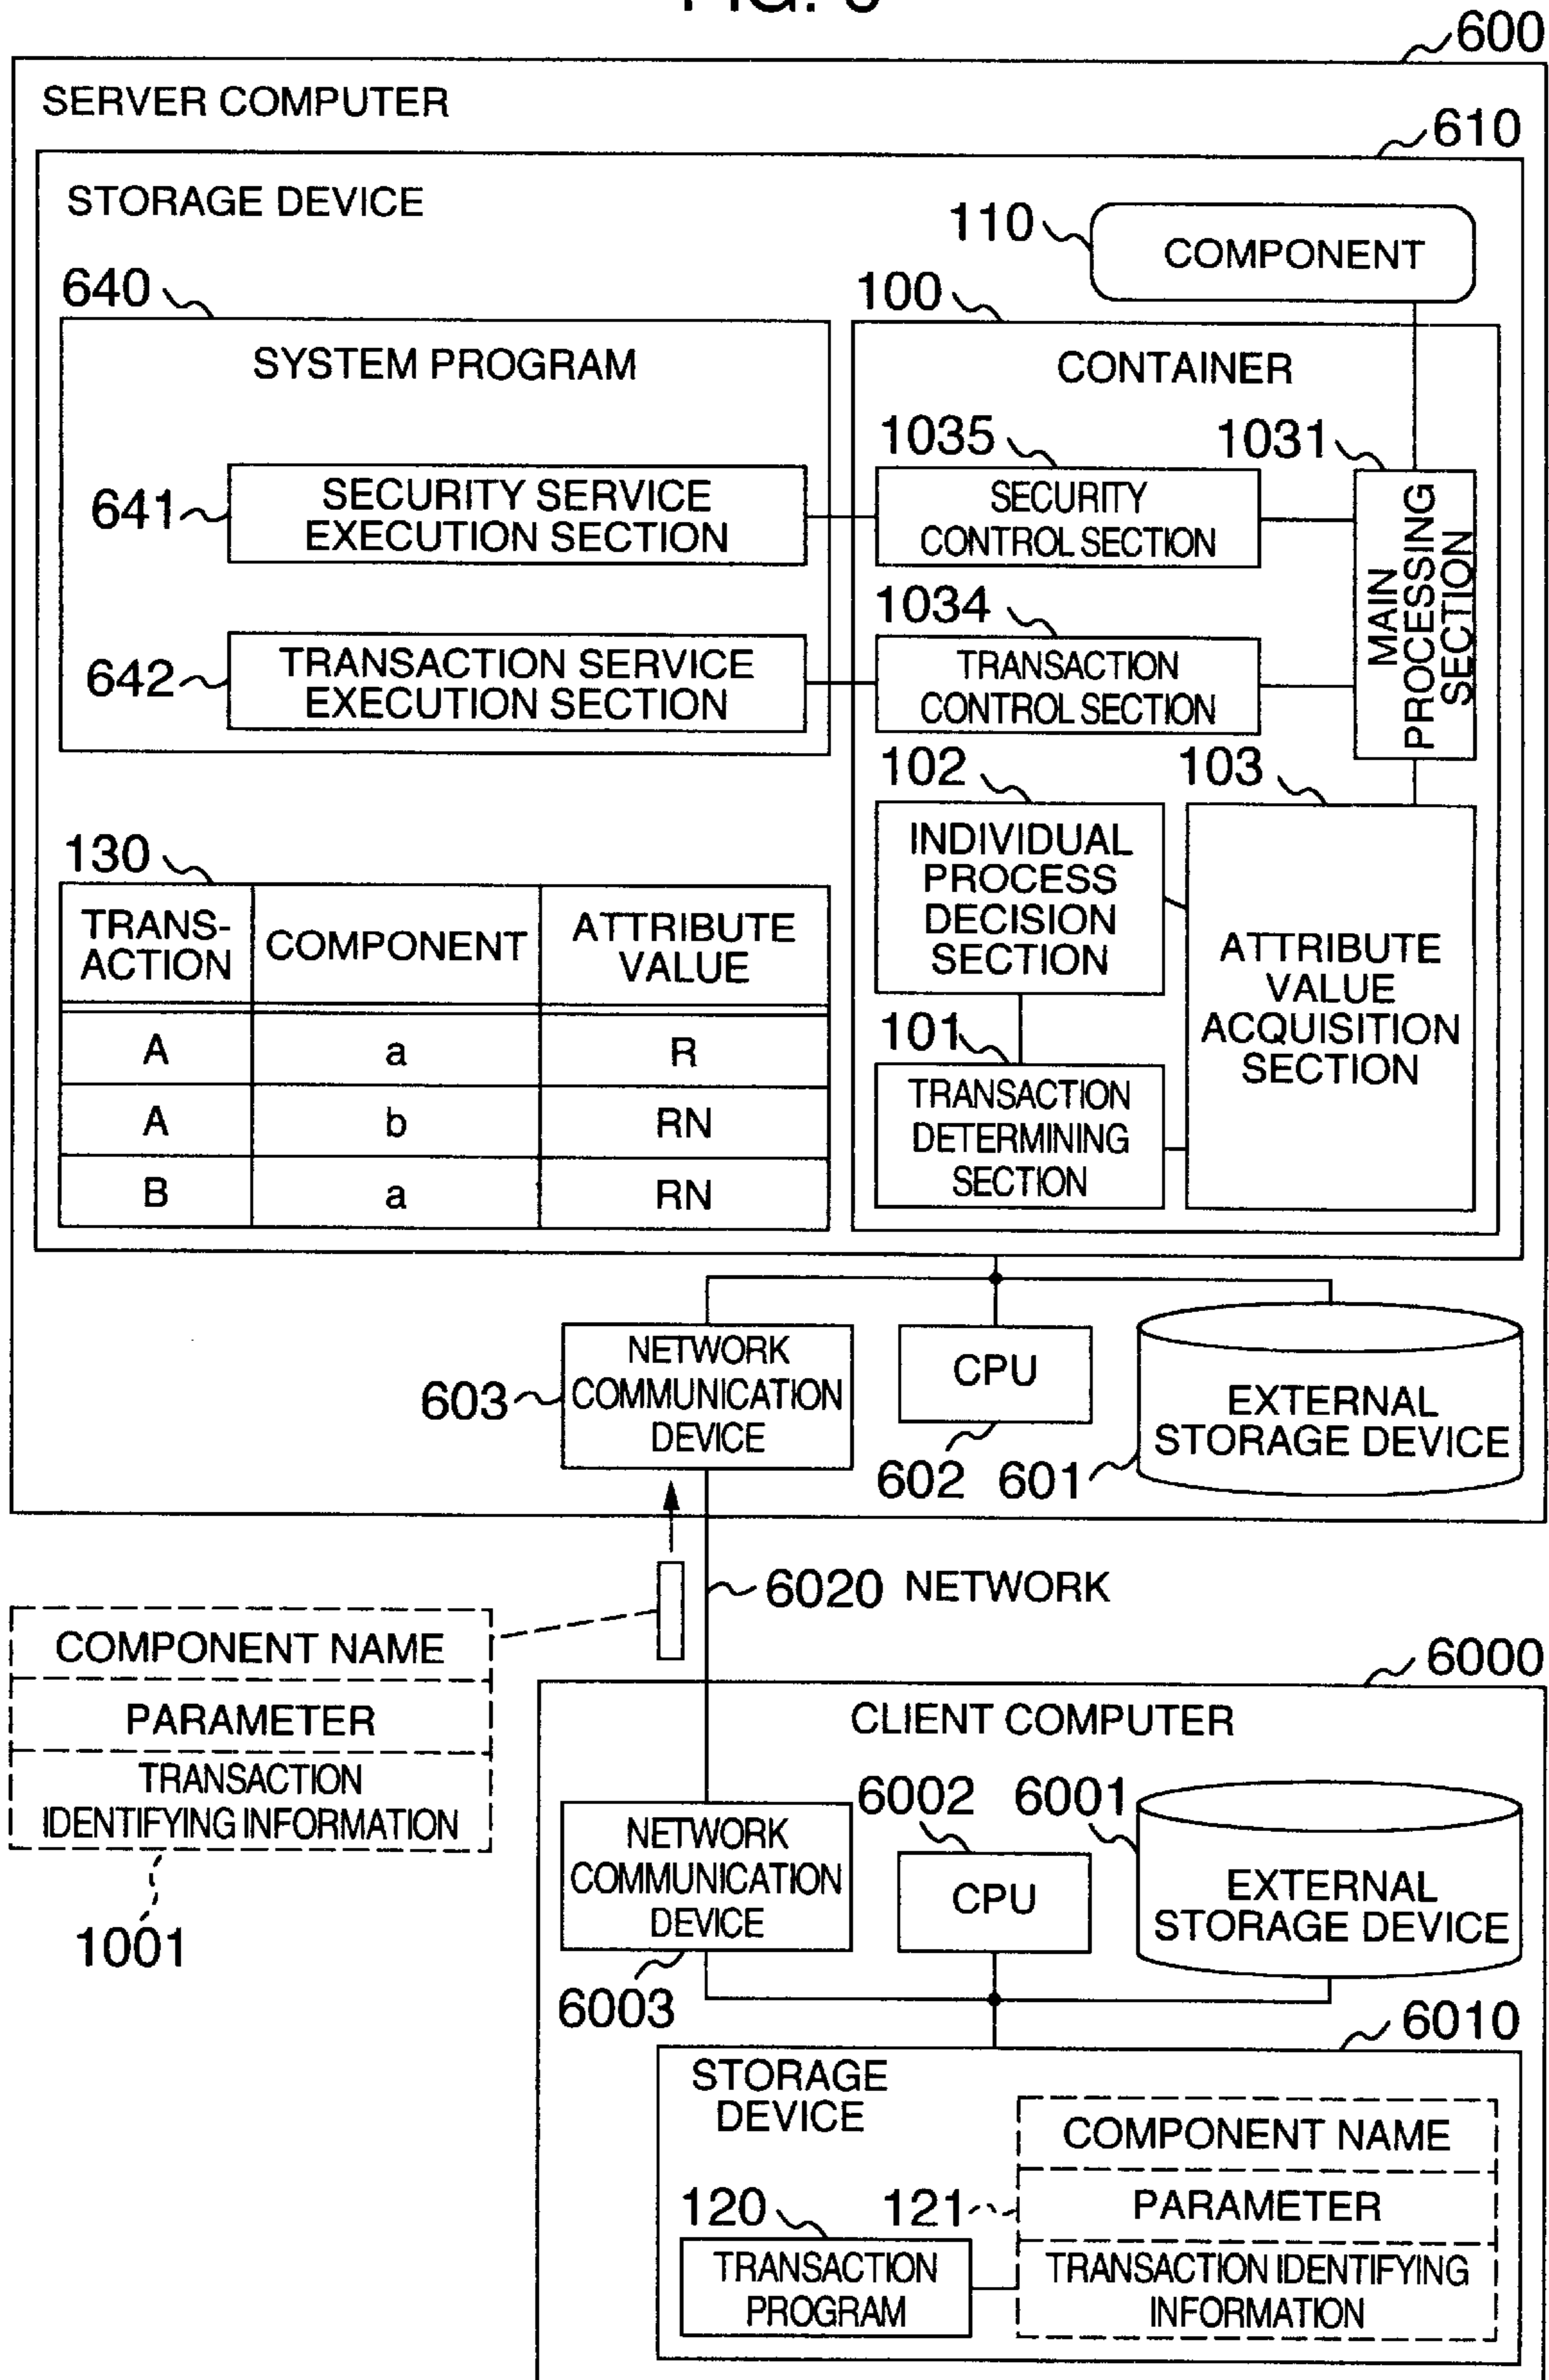 600
SERVER COMPUTER
610
STORAGE DEVICE
110
COMPONENT
640
100
SYSTEM PROGRAM
CONTAINER
1035
1031
641
SECURITY SERVICE
EXECUTION SECTION
SECURITY
CONTROL SECTION
MAIN
PROCESSING
SECTION
1034
642
TRANSACTION SERVICE
EXECUTION SECTION
TRANSACTION
CONTROL SECTION
102
103
INDIVIDUAL
PROCESS
DECISION
SECTION
ATTRIBUTE
VALUE
ACQUISITION
SECTION
101
TRANSACTION
DETERMINING
SECTION
130
TRANS-
ACTION
COMPONENT
ATTRIBUTE
VALUE
A a R
A b RN
B a RN
603
NETWORK
COMMUNICATION
DEVICE
CPU
602
601
EXTERNAL
STORAGE DEVICE
6020 NETWORK
COMPONENT NAME
PARAMETER
TRANSACTION
IDENTIFYING INFORMATION
1001
6000
CLIENT COMPUTER
NETWORK
COMMUNICATION
DEVICE
6003
6002
CPU
6001
EXTERNAL
STORAGE DEVICE
6010
STORAGE
DEVICE
120
TRANSACTION
PROGRAM
121
COMPONENT NAME
PARAMETER
TRANSACTION IDENTIFYING
INFORMATION